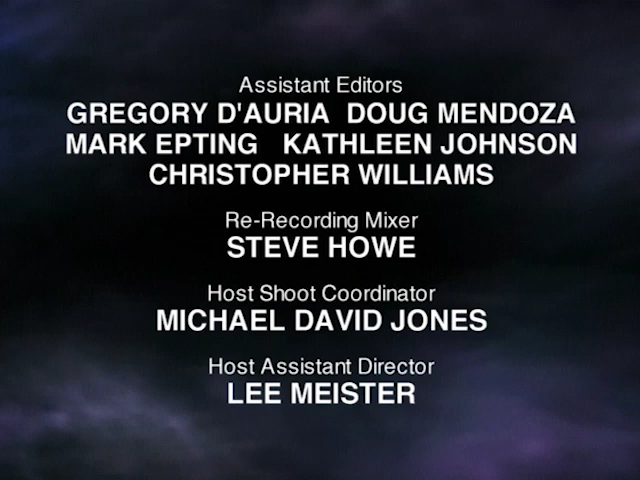 Assistant Editors
GREGORY D'AURIA DOUG MENDOZA
MARK EPTING KATHLEEN JOHNSON
CHRISTOPHER WILLIAMS
Re-Recording Mixer
STEVE HOWE
Host Shoot Coordinator
MICHAEL DAVID JONES
Host Assistant Director
LEE MEISTER